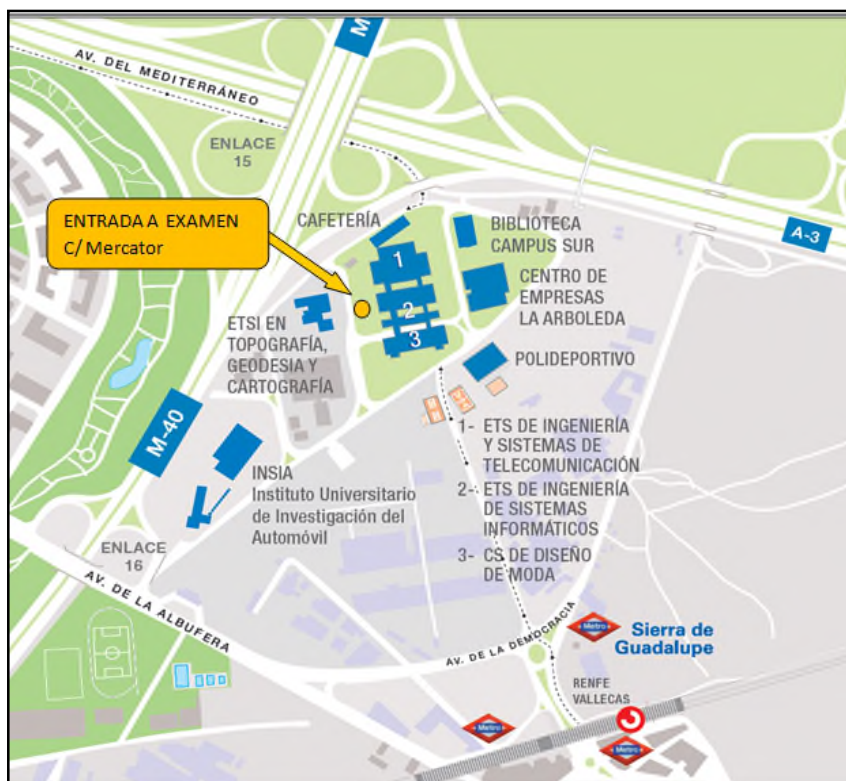 M
AV. DEL MEDITERRÁNEO
ENLACE
15
ENTRADA A EXAMEN
C/ Mercator
CAFETERÍA
BIBLIOTECA
CAMPUS SUR
A-3
1
2
3
CENTRO DE
EMPRESAS
LA ARBOLEDA
ETSI EN
TOPOGRAFÍA,
GEODESIA Y
CARTOGRAFÍA
POLIDEPORTIVO
M-40
1- ETS DE INGENIERÍA
Y SISTEMAS DE
TELECOMUNICACIÓN
2- ETS DE INGENIERÍA
DE SISTEMAS
INFORMÁTICOS
3- CS DE DISEÑO
DE MODA
INSIA
Instituto Universitario
de Investigación del
Automóvil
ENLACE
16
AV. DE LA ALBUFERA
AV. DE LA DEMOCRACIA
Metro
Sierra de
Guadalupe
RENFE
VALLECAS
Metro
Metro